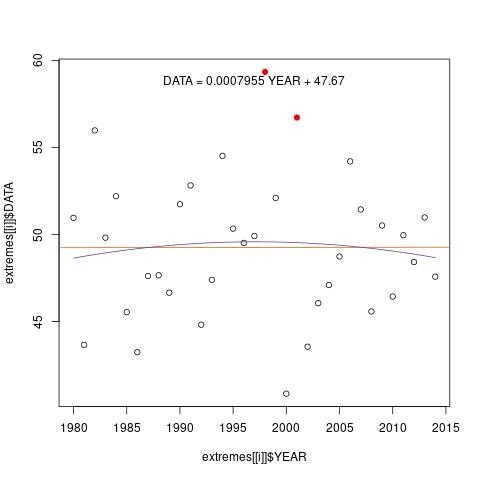 DATA = 0.0007955 YEAR + 47.67
60
55
50
45
extremes[[i]]$DATA
1980 1985 1990 1995 2000 2005 2010 2015
extremes[[i]]$YEAR